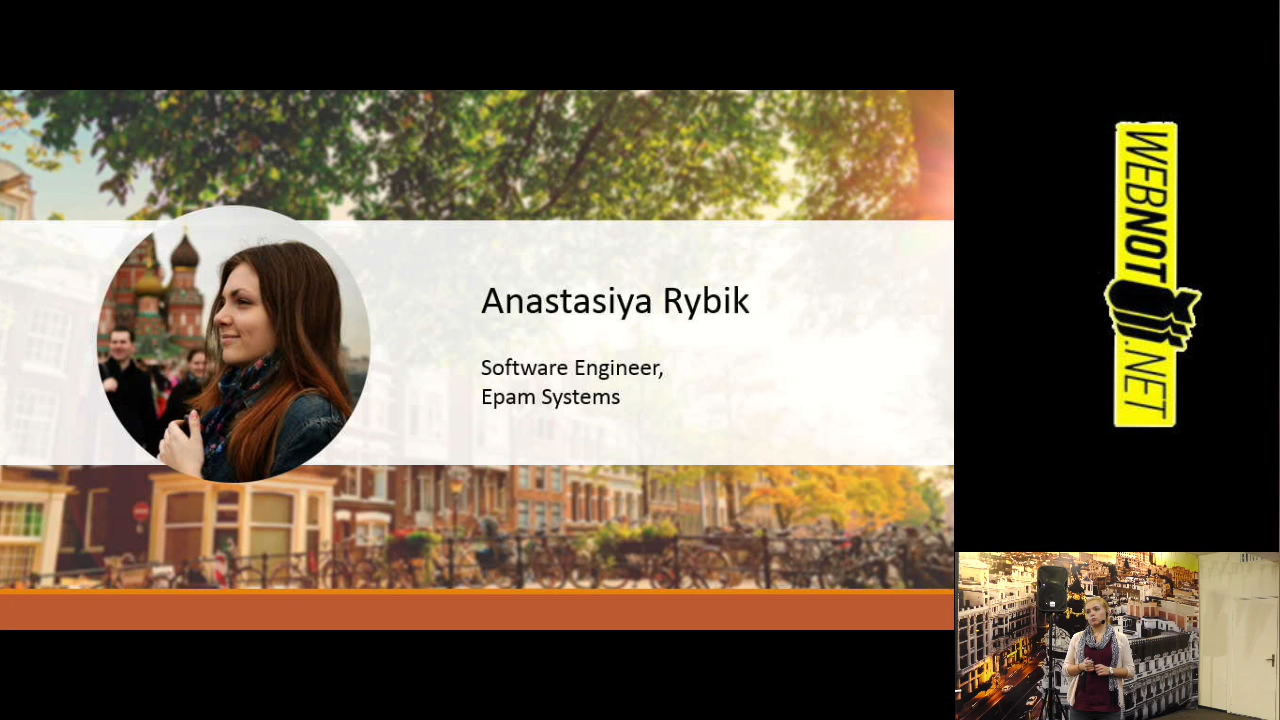 Anastasiya Rybik
Software Engineer,
Epam Systems
WEBNOT
.NET